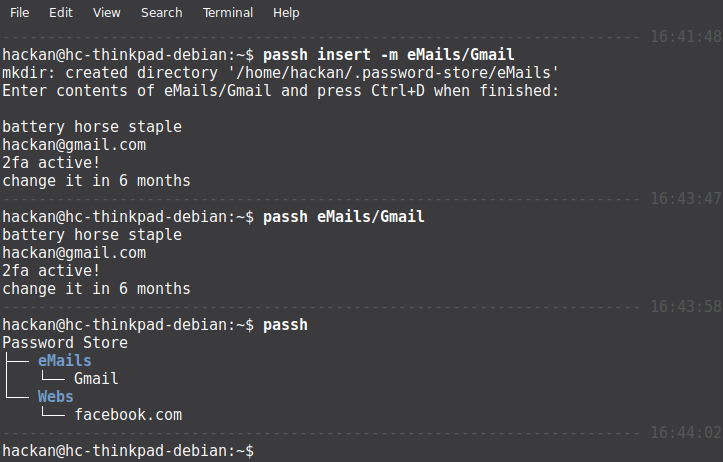 File Edit View Search Terminal Help
-------------------------------------------------------------------- 16:41:48
hackan@hc-thinkpad-debian:~$ passh insert -m eMails/Gmail
mkdir: created directory '/home/hackan/.password-store/eMails'
Enter contents of eMails/Gmail and press Ctrl+D when finished:

battery horse staple
hackan@gmail.com
2fa active!
change it in 6 months
-------------------------------------------------------------------- 16:43:47
hackan@hc-thinkpad-debian:~$ passh eMails/Gmail
battery horse staple
hackan@gmail.com
2fa active!
change it in 6 months
-------------------------------------------------------------------- 16:43:58
hackan@hc-thinkpad-debian:~$ passh
Password Store
├── eMails
│   └── Gmail
└── Webs
    └── facebook.com
-------------------------------------------------------------------- 16:44:02
hackan@hc-thinkpad-debian:~$